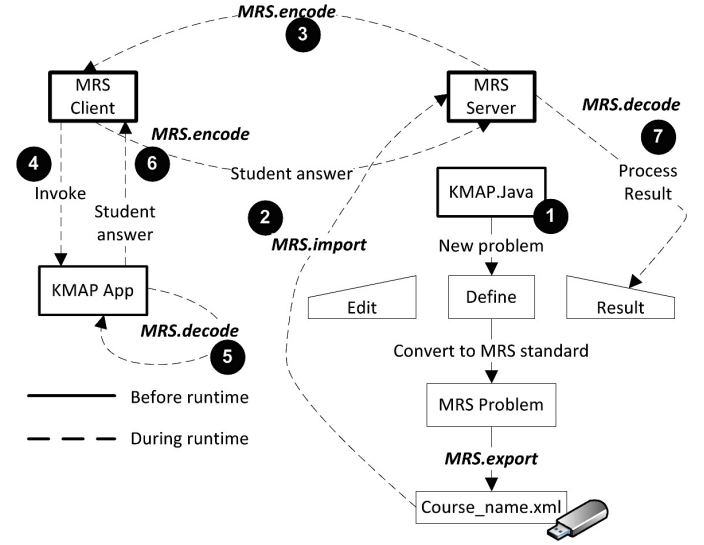 MRS.encode
3
MRS
Client
MRS
Server
MRS.decode
7
Process
Result
MRS.encode
4
6
Invoke
Student answer
Student
answer
KMAP.Java
1
2
MRS.import
New problem
KMAP App
Edit
Define
Result
MRS.decode
5
Convert to MRS standard
Before runtime
MRS Problem
During runtime
MRS.export
Course_name.xml